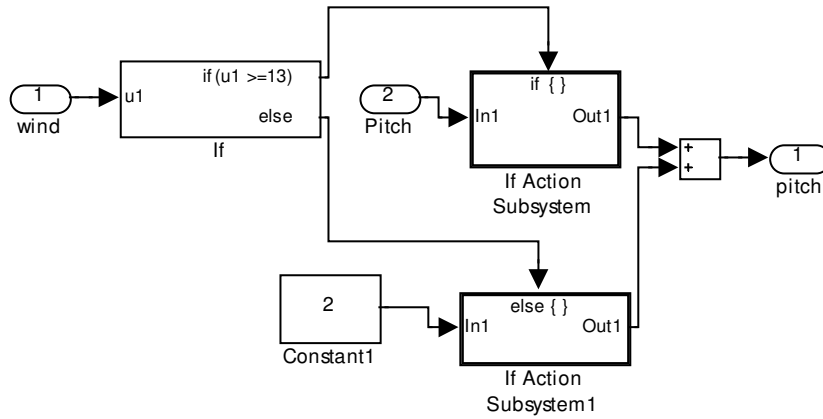 1
wind
u1
if(u1 >=13)
else
If
2
Pitch
if { }
In1
Out1
If Action
Subsystem
+
+
1
pitch
2
Constant1
else { }
In1
Out1
If Action
Subsystem1